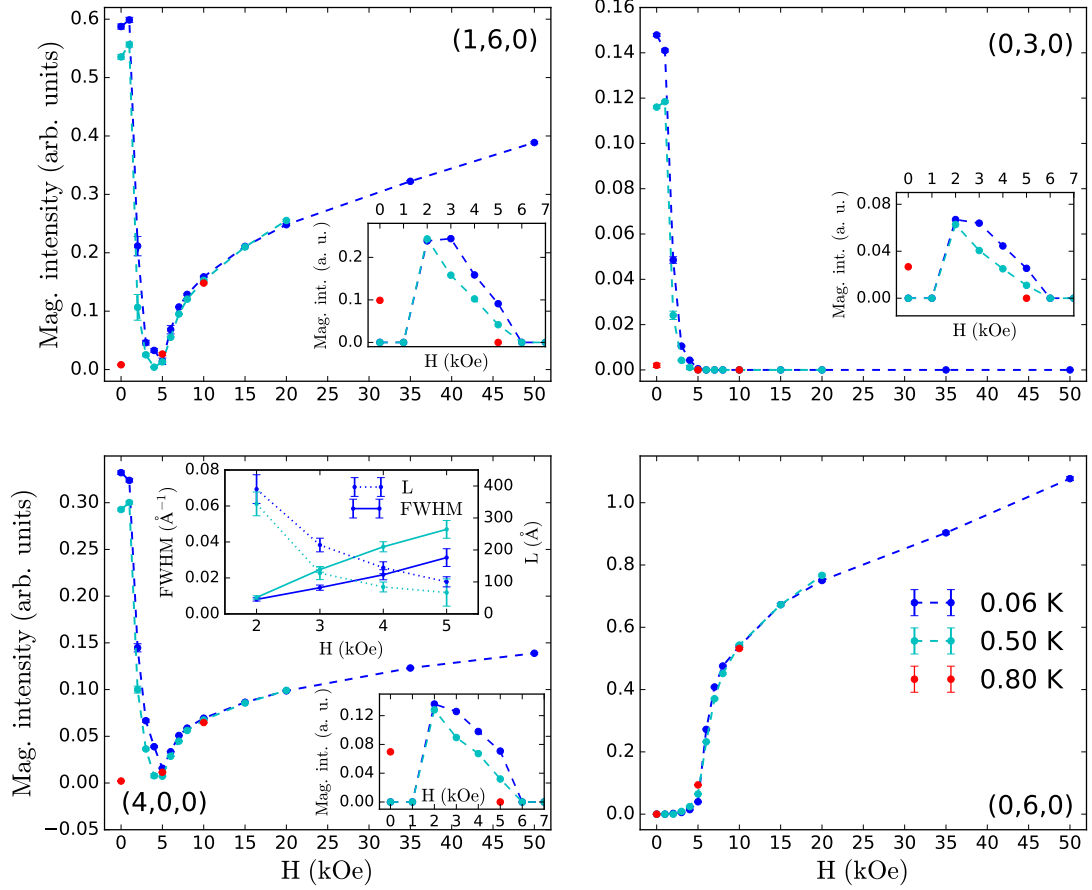 (1,6,0)
Mag. intensity (arb. units)
0.6
0.5
0.4
0.3
0.2
0.1
0.0
0 5 10 15 20 25 30 35 40 45 50
0 1 2 3 4 5 6 7
Mag. int. (a. u.)
0.2
0.1
0.0
H (kOe)
(0,3,0)
0.16
0.14
0.12
0.10
0.08
0.06
0.04
0.02
0.00
0 5 10 15 20 25 30 35 40 45 50
0 1 2 3 4 5 6 7
Mag. int. (a. u.)
0.08
0.04
0.00
H (kOe)
(4,0,0)
Mag. intensity (arb. units)
0.30
0.25
0.20
0.15
0.10
0.05
0.00
−0.05
0 5 10 15 20 25 30 35 40 45 50
H (kOe)
FWHM (Å−1)
0.08
0.06
0.04
0.02
0.00
L
FWHM
400
300
200
100
0
L (Å)
2 3 4 5
H (kOe)
Mag. int. (a. u.)
0.12
0.08
0.04
0.00
H (kOe)
0 1 2 3 4 5 6 7
1.0
0.8
0.6
0.4
0.2
0.0
0.06 K
0.50 K
0.80 K
(0,6,0)
0 5 10 15 20 25 30 35 40 45 50
H (kOe)